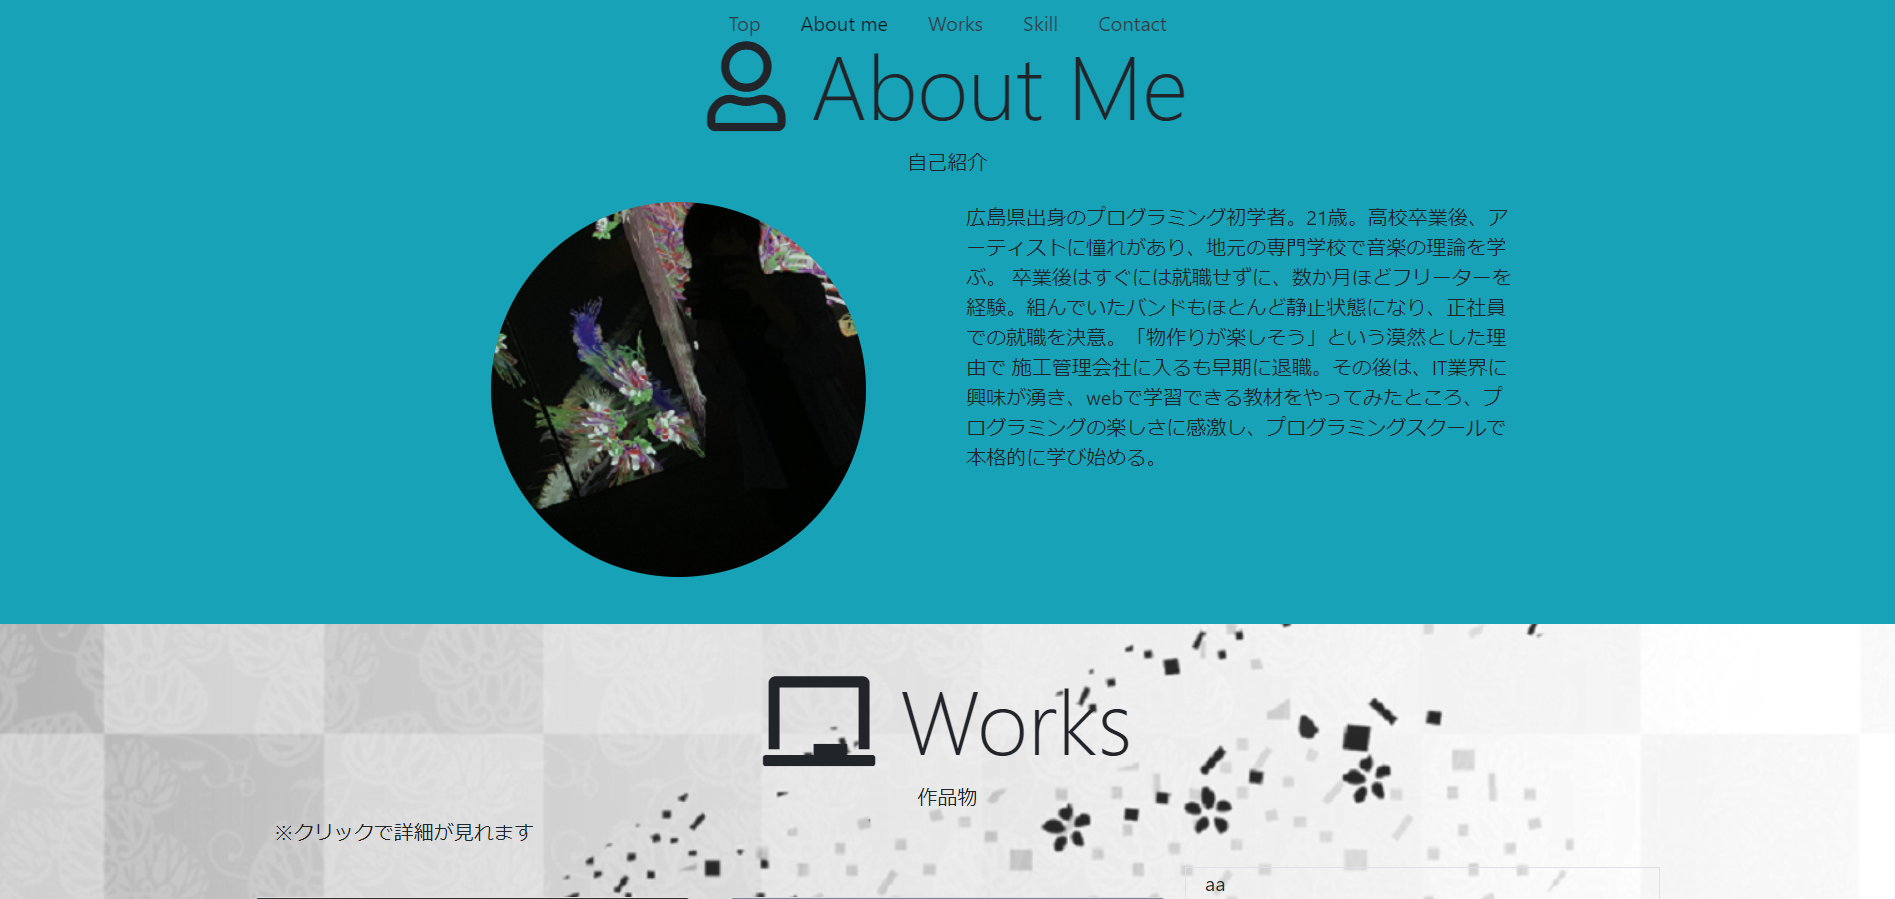 Top About me Works Skill Contact
About Me
自己紹介
広島県出身のプログラミング初学者。21歳。高校卒業後、ア
ーティストに憧れがあり、地元の専門学校で音楽の理論を学
ぶ。 卒業後はすぐには就職せずに、数か月ほどフリーターを
経験。組んでいたバンドもほとんど静止状態になり、正社員
での就職を決意。「物作りが楽しそう」という漠然とした理
由で 施工管理会社に入るも早期に退職。その後は、IT業界に
興味が湧き、webで学習できる教材をやってみたところ、プ
ログラミングの楽しさに感激し、プログラミングスクールで
本格的に学び始める。
Works
作品物
※クリックで詳細が見れます
aa